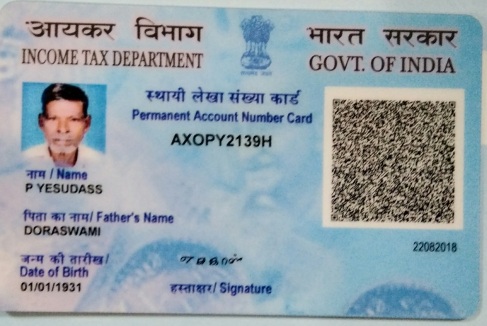 आयकर विभाग
INCOME TAX DEPARTMENT
भारत सरकार
GOVT. OF INDIA
स्थायी लेखा संख्या कार्ड
Permanent Account Number Card
AXOPY2139H
नाम / Name
P YESUDASS
पिता का नाम/ Father's Name
DORASWAMI
जन्म की तारीख/
Date of Birth
01/01/1931
हस्ताक्षर/ Signature
22082018